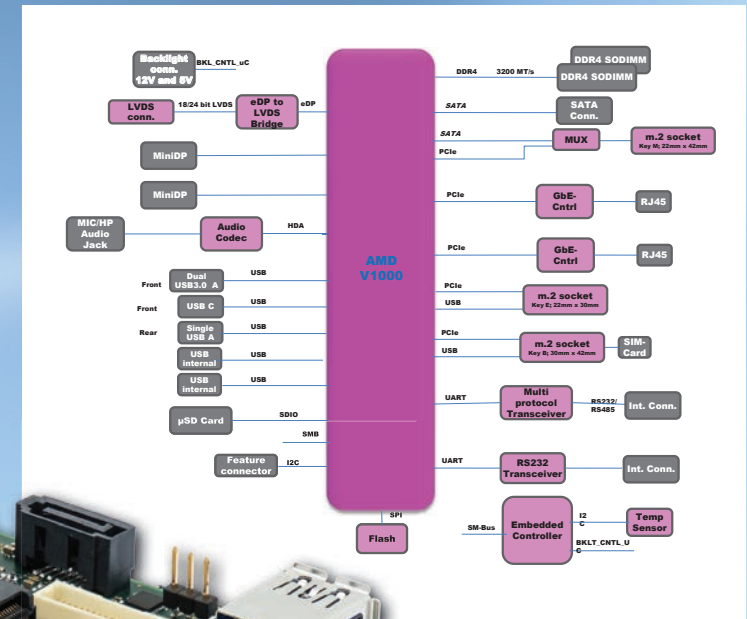 Backlight
conn.
12V and 5V
BKL_CNTL_uC
LVDS
conn.
18/24 bit LVDS
eDP to
LVDS
Bridge
eDP
MiniDP
MiniDP
MIC/HP
Audio
Jack
Audio
Codec
HDA
Front
Dual
USB3.0 A
USB
Front
USB C
USB
Rear
Single
USB A
USB
USB
internal
USB
USB
internal
USB
µSD Card
SDIO
SMB
Feature
connector
I2C
AMD
V1000
SPI
Flash
DDR4 3200 MT/s
DDR4 SODIMM
DDR4 SODIMM
SATA
SATA
Conn.
SATA
PCIe
MUX
m.2 socket
Key M; 22mm x 42mm
PCIe
GbE-
Cntrl
RJ45
PCIe
GbE-
Cntrl
RJ45
PCIe
USB
m.2 socket
Key E; 22mm x 30mm
PCIe
USB
m.2 socket
Key B; 30mm x 42mm
SIM-
Card
UART
Multi
protocol
Transceiver
RS232/
RS485
Int. Conn.
UART
RS232
Transceiver
Int. Conn.
SM-Bus
Embedded
Controller
I2
C
Temp
Sensor
BKLT_CNTL_U
C